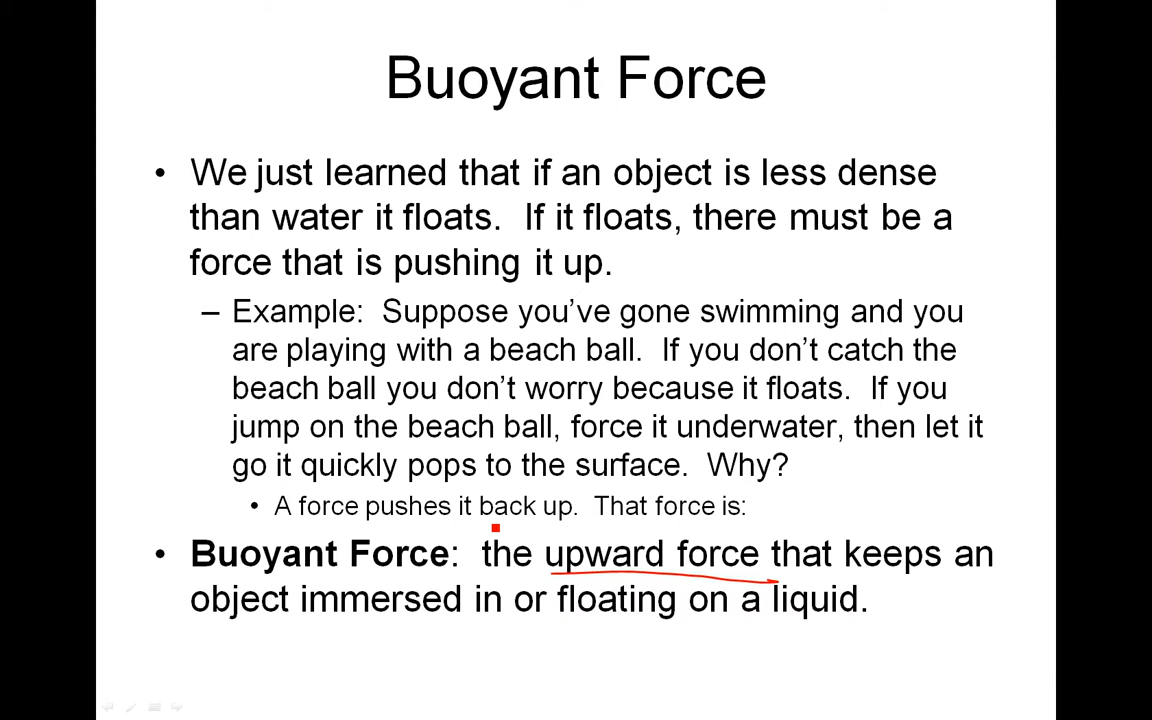 Buoyant Force
• We just learned that if an object is less dense
than water it floats.  If it floats, there must be a
force that is pushing it up.
– Example:  Suppose you’ve gone swimming and you
are playing with a beach ball.  If you don’t catch the
beach ball you don’t worry because it floats.  If you
jump on the beach ball, force it underwater, then let it
go it quickly pops to the surface.  Why?
• A force pushes it back up.  That force is:
• Buoyant Force:  the upward force that keeps an
object immersed in or floating on a liquid.